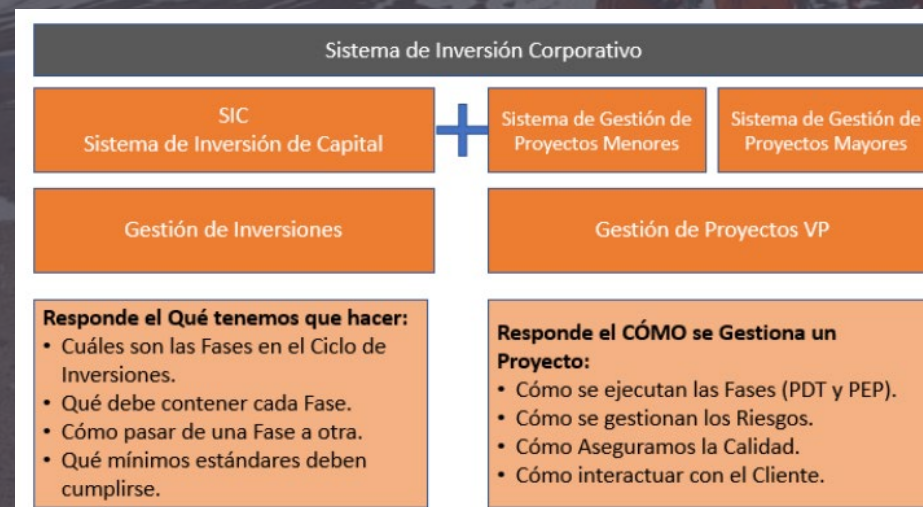 Sistema de Inversión Corporativo
SIC
Sistema de Inversión de Capital
Sistema de Gestión de
Proyectos Menores
Sistema de Gestión de
Proyectos Mayores
Gestión de Inversiones
Gestión de Proyectos VP
Responde el Qué tenemos que hacer:
• Cuáles son las Fases en el Ciclo de
Inversiones.
• Qué debe contener cada Fase.
• Cómo pasar de una Fase a otra.
• Qué mínimos estándares deben
cumplirse.
Responde el CÓMO se Gestiona un
Proyecto:
• Cómo se ejecutan las Fases (PDT y PEP).
• Cómo se gestionan los Riesgos.
• Cómo Aseguramos la Calidad.
• Cómo interactuar con el Cliente.